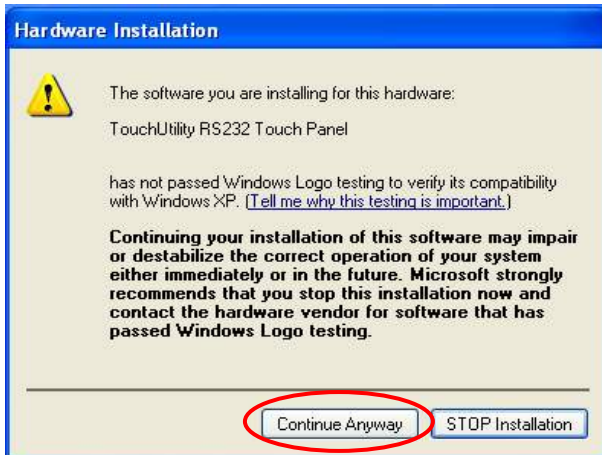 Hardware Installation
The software you are installing for this hardware:
TouchUtility RS232 Touch Panel
has not passed Windows Logo testing to verify its compatibility
with Windows XP. (Tell me why this testing is important.)
Continuing your installation of this software may impair
or destabilize the correct operation of your system
either immediately or in the future. Microsoft strongly
recommends that you stop this installation now and
contact the hardware vendor for software that has
passed Windows Logo testing.
Continue Anyway STOP Installation